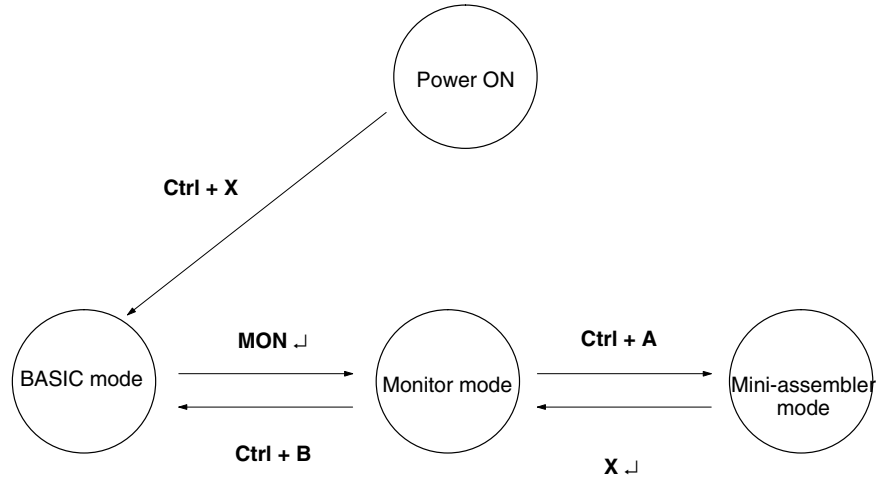 Power ON
Ctrl + X
MON ↵
Ctrl + A
BASIC mode
Monitor mode
Mini-assembler
mode
Ctrl + B
X ↵